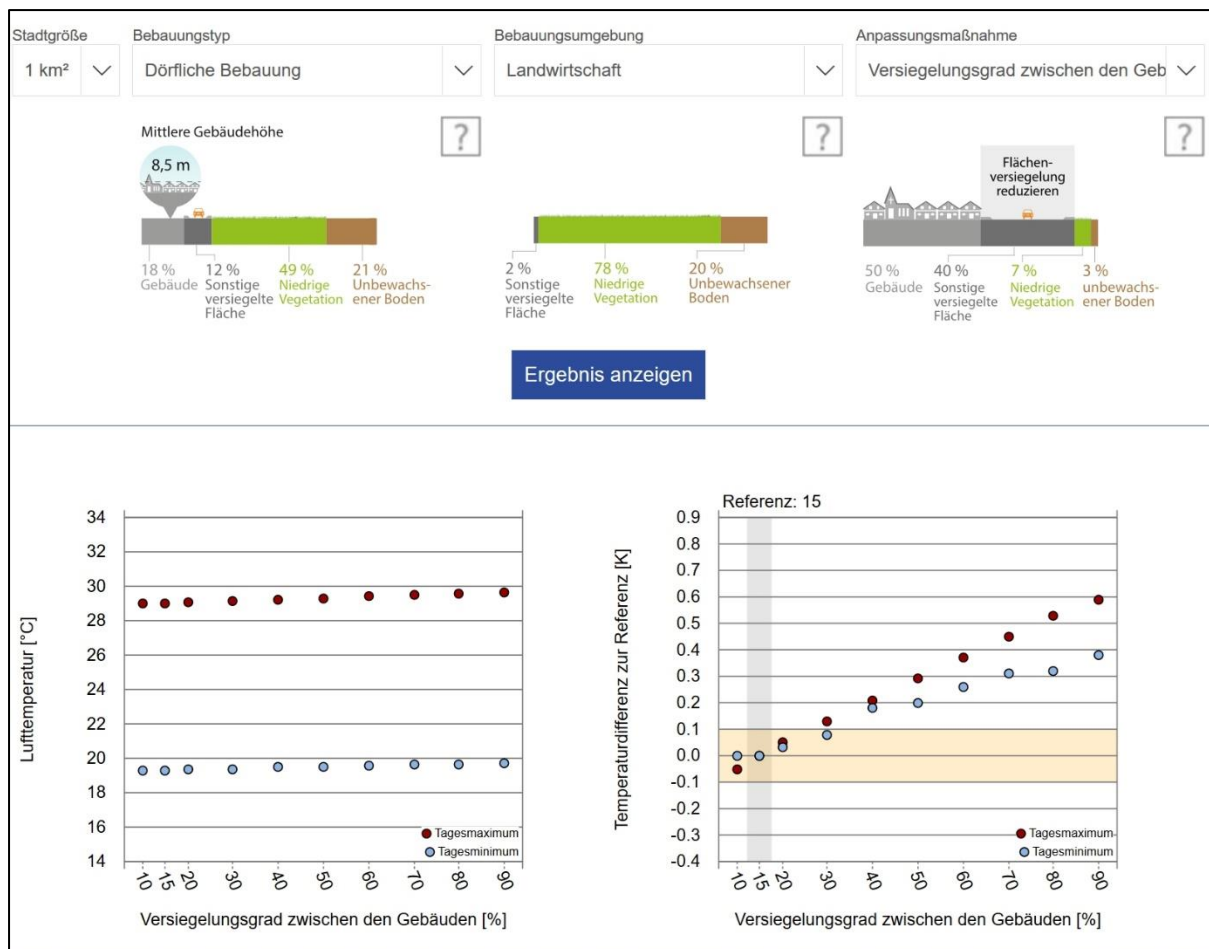 Stadtgröße
1 km²
Bebauungstyp
Dörfliche Bebauung
Bebauungsumgebung
Landwirtschaft
Anpassungsmaßnahme
Versiegelungsgrad zwischen den Geb
Mittlere Gebäudehöhe
8,5 m
?
18 %
Gebäude
12 %
Sonstige
versiegelte
Fläche
49 %
Niedrige
Vegetation
21 %
Unbewachs-
ener Boden
?
2 %
Sonstige
versiegelte
Fläche
78 %
Niedrige
Vegetation
20 %
Unbewachsener
Boden
?
Flächen-
versiegelung
reduzieren
50 %
Gebäude
40 %
Sonstige
versiegelte
Fläche
7 %
Niedrige
Vegetation
3 %
unbewachs-
ener Boden
Ergebnis anzeigen
Lufttemperatur [°C]
34
32
30
28
26
24
22
20
18
16
14
Tagesmaximum
Tagesminimum
10 15 20 30 40 50 60 70 80 90
Versiegelungsgrad zwischen den Gebäuden [%]
Referenz: 15
Temperaturdifferenz zur Referenz [K]
0.9
0.8
0.7
0.6
0.5
0.4
0.3
0.2
0.1
0.0
-0.1
-0.2
-0.3
-0.4
Tagesmaximum
Tagesminimum
10 15 20 30 40 50 60 70 80 90
Versiegelungsgrad zwischen den Gebäuden [%]